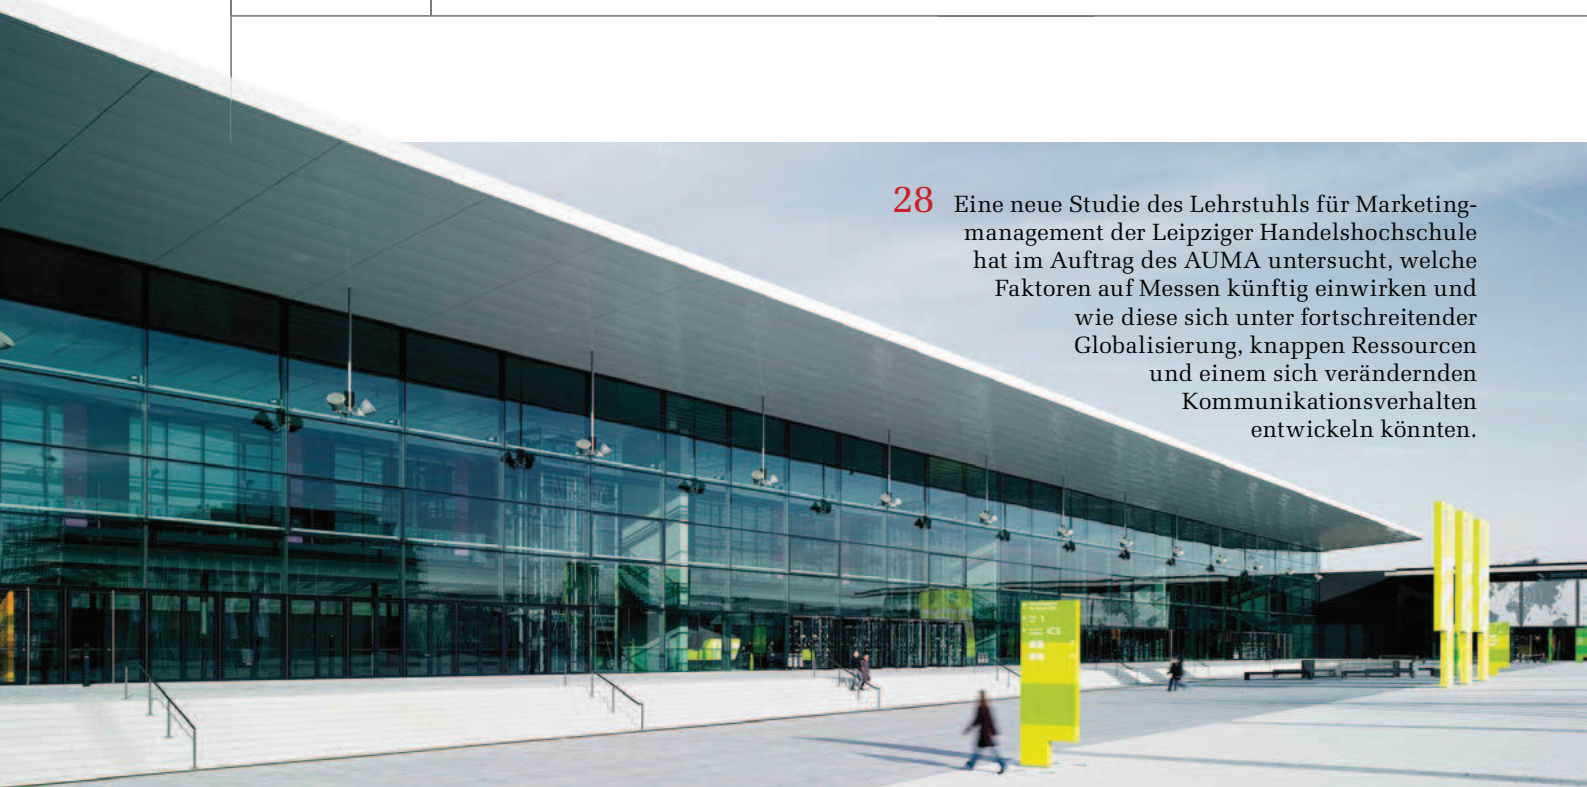 28 Eine neue Studie des Lehrstuhls für Marketing-
management der Leipziger Handelshochschule
hat im Auftrag des AUMA untersucht, welche
Faktoren auf Messen künftig einwirken und
wie diese sich unter fortschreitender
Globalisierung, knappen Ressourcen
und einem sich verändernden
Kommunikationsverhalten
entwickeln könnten.